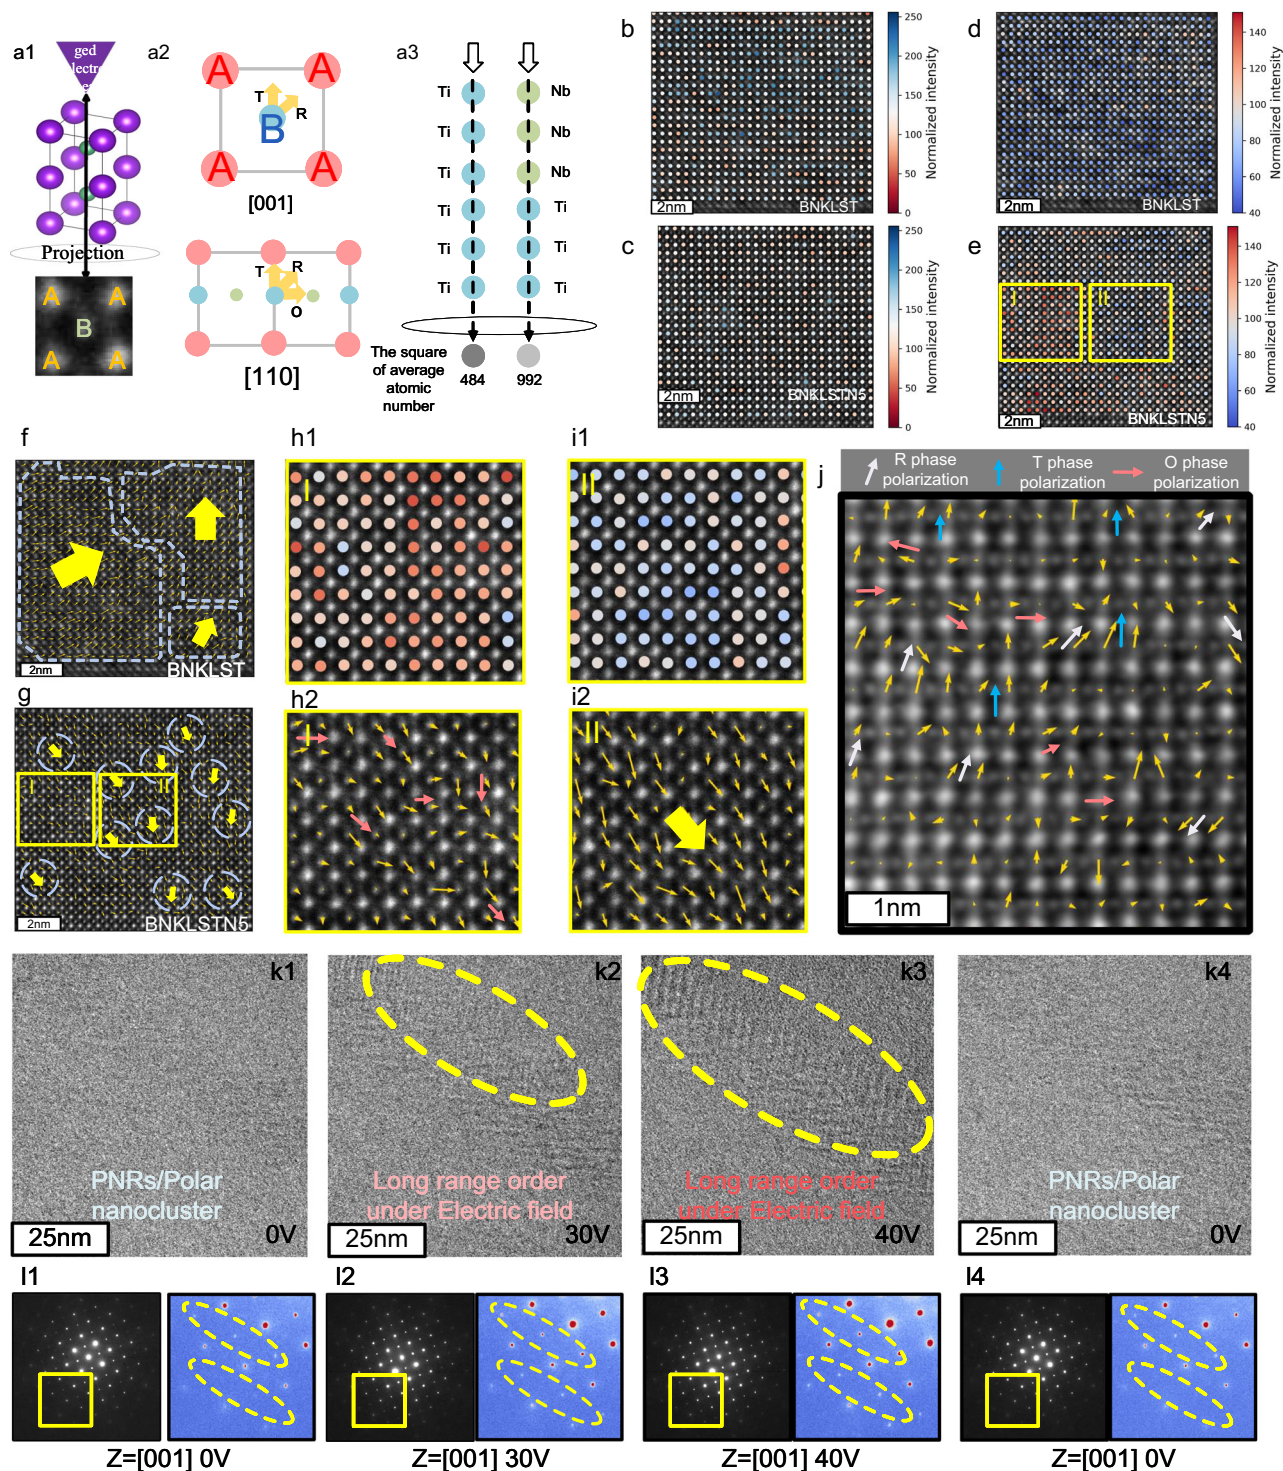 a1
ged
lectro
Projection
A A
B
A A
a2
A A
T
R
B
A A
[001]
T R
O
[110]
a3
Ti Nb
Ti Nb
Ti Nb
Ti Ti
Ti Ti
Ti Ti
The square
of average
atomic
number
484 992
b
2nm
BNKLST
250
200
150
100
50
0
Normalized intensity
c
2nm
BNKLSTN5
250
200
150
100
50
0
Normalized intensity
d
2nm
BNKLST
140
120
100
80
60
40
Normalized intensity
e
I II
2nm
BNKLSTN5
140
120
100
80
60
40
Normalized intensity
f
2nm
BNKLST
g
I II
2nm
BNKLSTN5
h1
I
h2
I
i1
II
i2
II
j
R phase
polarization
T phase
polarization
O phase
polarization
1nm
k1
PNRs/Polar
nanocluster
25nm
0V
k2
Long range order
under Electric field
25nm
30V
k3
Long range order
under Electric field
25nm
40V
k4
PNRs/Polar
nanocluster
25nm
0V
l1
Z=[001] 0V
l2
Z=[001] 30V
l3
Z=[001] 40V
l4
Z=[001] 0V